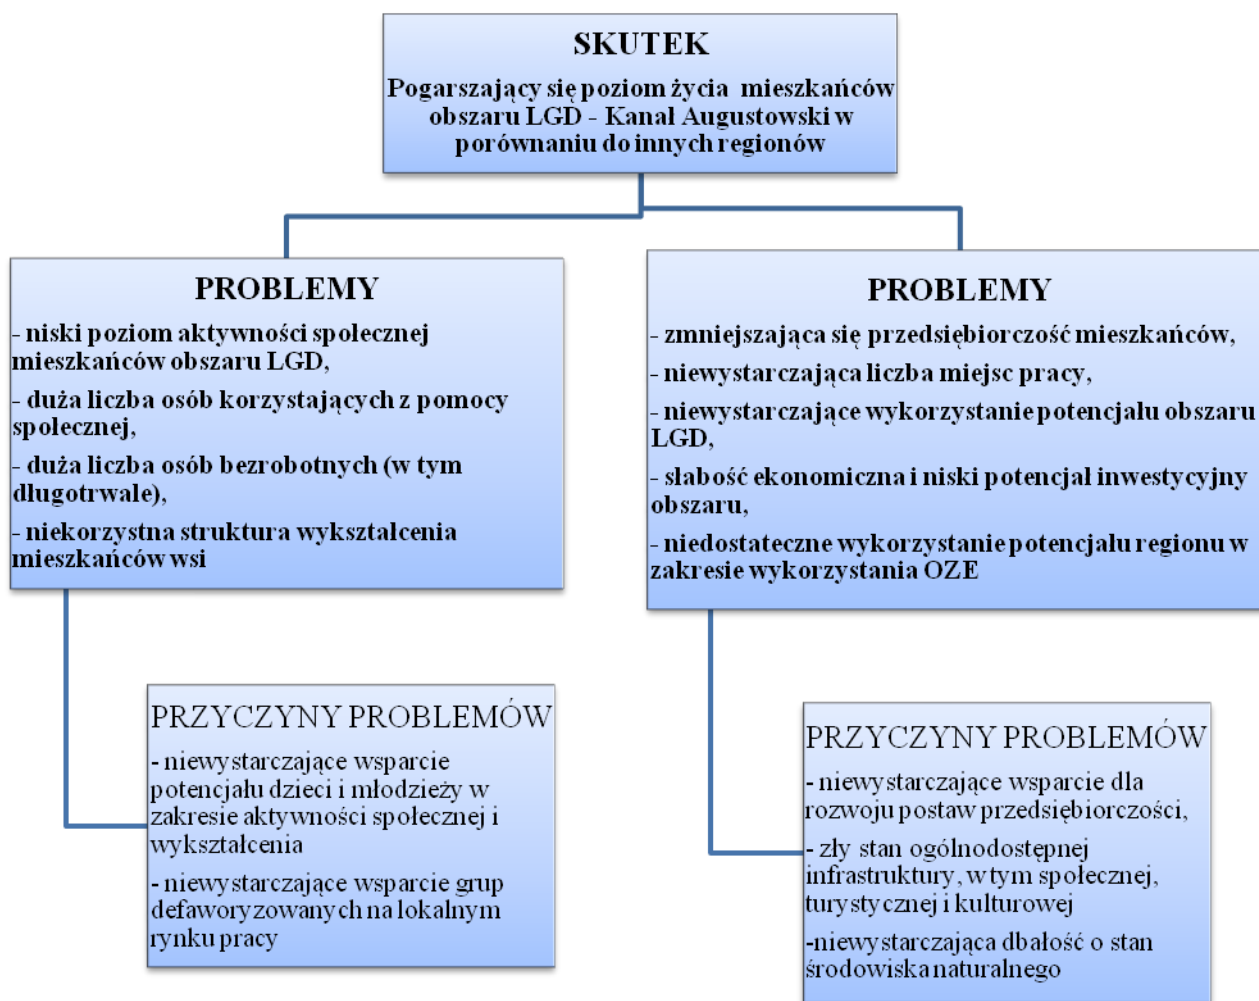 SKUTEK
Pogarszający się poziom życia mieszkańców
obszaru LGD - Kanał Augustowski w
porównaniu do innych regionów
PROBLEMY
- niski poziom aktywności społecznej
mieszkańców obszaru LGD,
- duża liczba osób korzystających z pomocy
społecznej,
- duża liczba osób bezrobotnych (w tym
długotrwale),
- niekorzystna struktura wykształcenia
mieszkańców wsi
PROBLEMY
- zmniejszająca się przedsiębiorczość mieszkańców,
- niewystarczająca liczba miejsc pracy,
- niewystarczające wykorzystanie potencjału obszaru
LGD,
- słabość ekonomiczna i niski potencjał inwestycyjny
obszaru,
- niedostateczne wykorzystanie potencjału regionu w
zakresie wykorzystania OZE
PRZYCZYNY PROBLEMÓW
- niewystarczające wsparcie
potencjału dzieci i młodzieży w
zakresie aktywności społecznej i
wykształcenia
- niewystarczające wsparcie grup
defaworyzowanych na lokalnym
rynku pracy
PRZYCZYNY PROBLEMÓW
- niewystarczające wsparcie dla
rozwoju postaw przedsiębiorczości,
- zły stan ogólnodostępnej
infrastruktury, w tym społecznej,
turystycznej i kulturowej
-niewystarczająca dbałość o stan
środowiska naturalnego